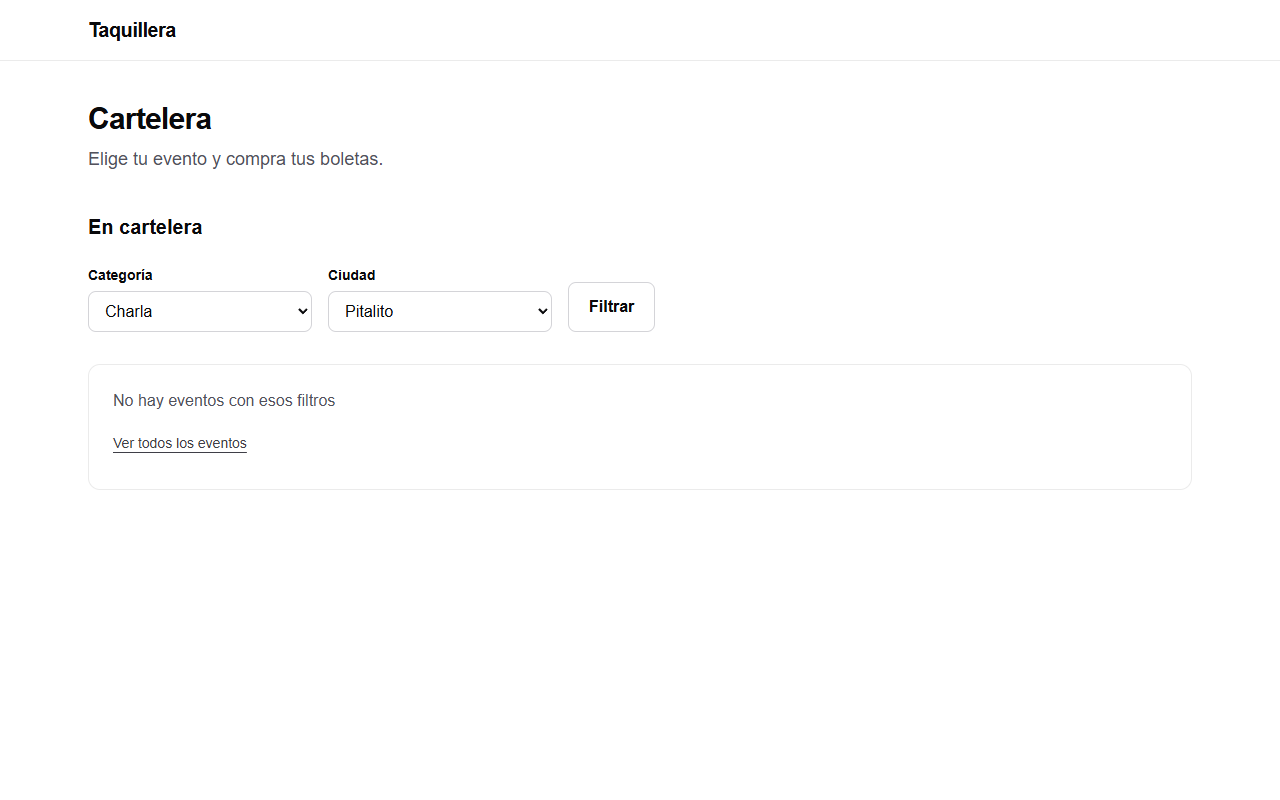 Taquillera
Cartelera
Elige tu evento y compra tus boletas.
En cartelera
Categoría
Ciudad
Charla
Pitalito
Filtrar
No hay eventos con esos filtros
Ver todos los eventos